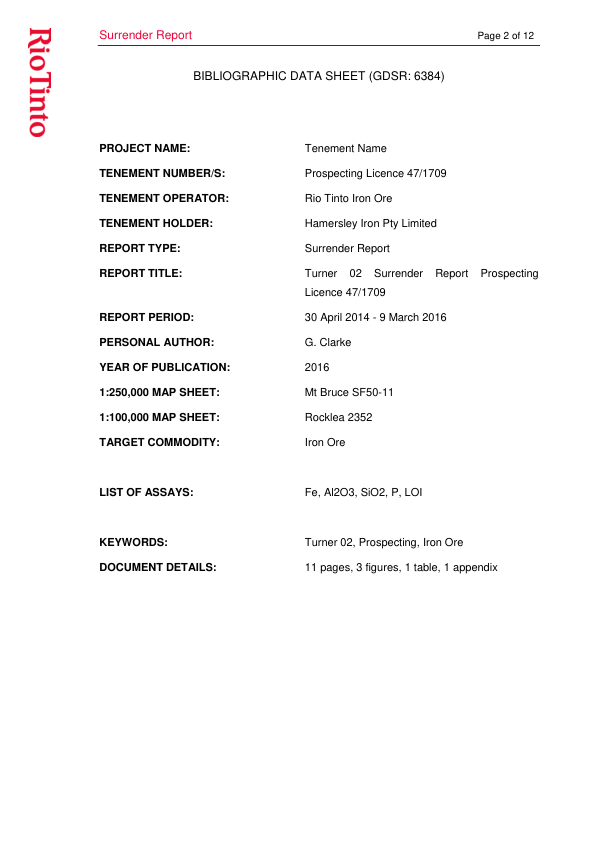 RioTinto
Surrender Report Page 2 of 12
BIBLIOGRAPHIC DATA SHEET (GDSR: 6384)
PROJECT NAME: Tenement Name
TENEMENT NUMBER/S: Prospecting Licence 47/1709
TENEMENT OPERATOR: Rio Tinto Iron Ore
TENEMENT HOLDER: Hamersley Iron Pty Limited
REPORT TYPE: Surrender Report
REPORT TITLE: Turner 02 Surrender Report Prospecting
Licence 47/1709
REPORT PERIOD: 30 April 2014 - 9 March 2016
PERSONAL AUTHOR: G. Clarke
YEAR OF PUBLICATION: 2016
1:250,000 MAP SHEET: Mt Bruce SF50-11
1:100,000 MAP SHEET: Rocklea 2352
TARGET COMMODITY: Iron Ore
LIST OF ASSAYS: Fe, Al2O3, SiO2, P, LOI
KEYWORDS: Turner 02, Prospecting, Iron Ore
DOCUMENT DETAILS: 11 pages, 3 figures, 1 table, 1 appendix